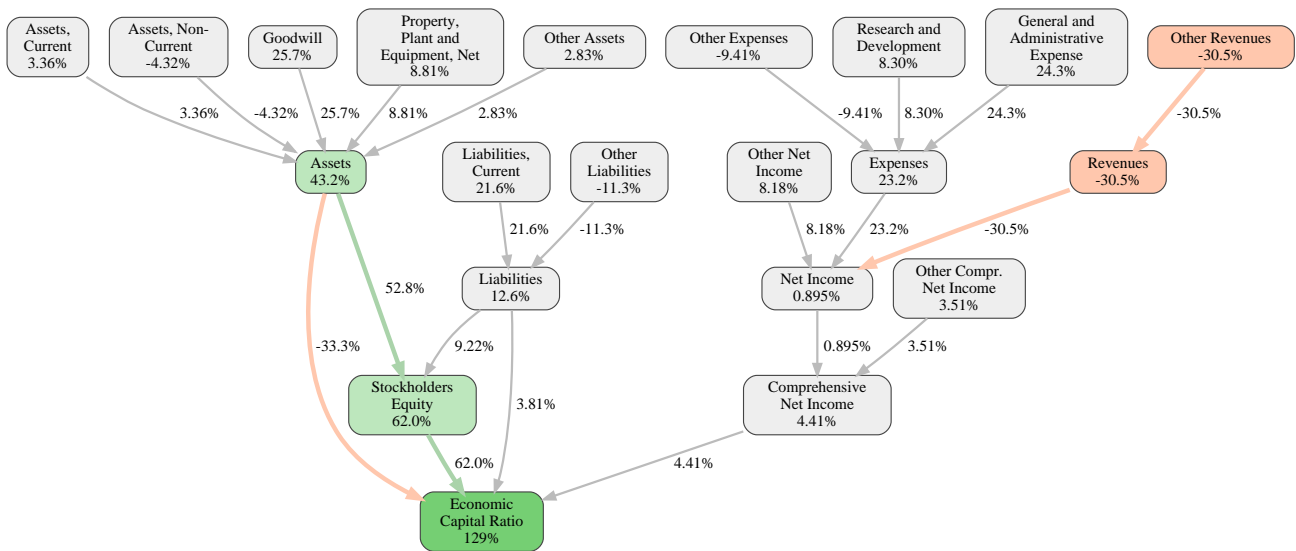 Assets,
Current
3.36%
Assets, Non-
Current
-4.32%
Goodwill
25.7%
Property,
Plant and
Equipment, Net
8.81%
Other Assets
2.83%
Other Expenses
-9.41%
Research and
Development
8.30%
General and
Administrative
Expense
24.3%
Other Revenues
-30.5%
3.36%
-4.32%
25.7%
8.81%
2.83%
-9.41%
8.30%
24.3%
-30.5%
Assets
43.2%
Liabilities,
Current
21.6%
Other
Liabilities
-11.3%
Other Net
Income
8.18%
Expenses
23.2%
Revenues
-30.5%
21.6%
-11.3%
8.18%
23.2%
-30.5%
Liabilities
12.6%
Net Income
0.895%
Other Compr.
Net Income
3.51%
52.8%
-33.3%
9.22%
0.895%
3.51%
Stockholders
Equity
62.0%
3.81%
Comprehensive
Net Income
4.41%
62.0%
4.41%
Economic
Capital Ratio
129%